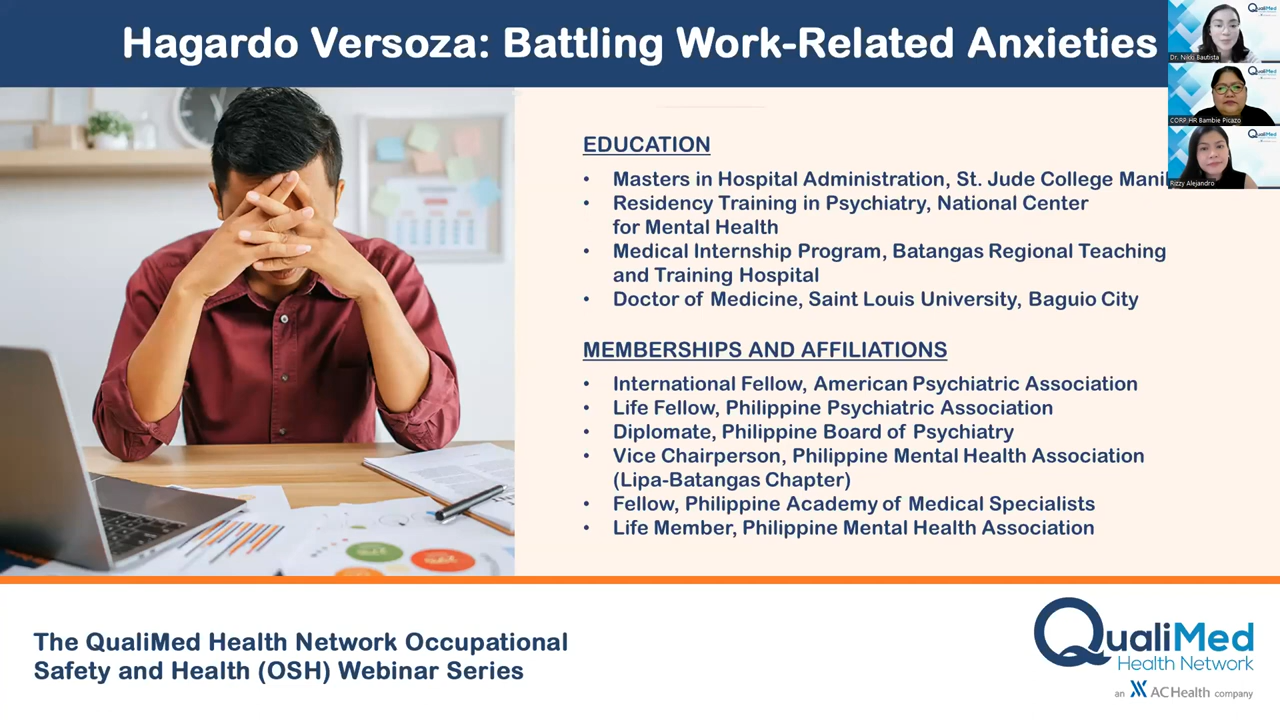 Hagardo Versoza: Battling Work-Related Anxieties
QualiMed
Dr. Nikki Bautista
QualiMed
CORP. HR Bambie Picazo
QualiMed
Rizzy Alejandro
EDUCATION
• Masters in Hospital Administration, St. Jude College Manil
• Residency Training in Psychiatry, National Center
for Mental Health
• Medical Internship Program, Batangas Regional Teaching
and Training Hospital
• Doctor of Medicine, Saint Louis University, Baguio City
MEMBERSHIPS AND AFFILIATIONS
• International Fellow, American Psychiatric Association
• Life Fellow, Philippine Psychiatric Association
• Diplomate, Philippine Board of Psychiatry
• Vice Chairperson, Philippine Mental Health Association
(Lipa-Batangas Chapter)
• Fellow, Philippine Academy of Medical Specialists
• Life Member, Philippine Mental Health Association
The QualiMed Health Network Occupational
Safety and Health (OSH) Webinar Series
QualiMed
Health Network
an AC Health company